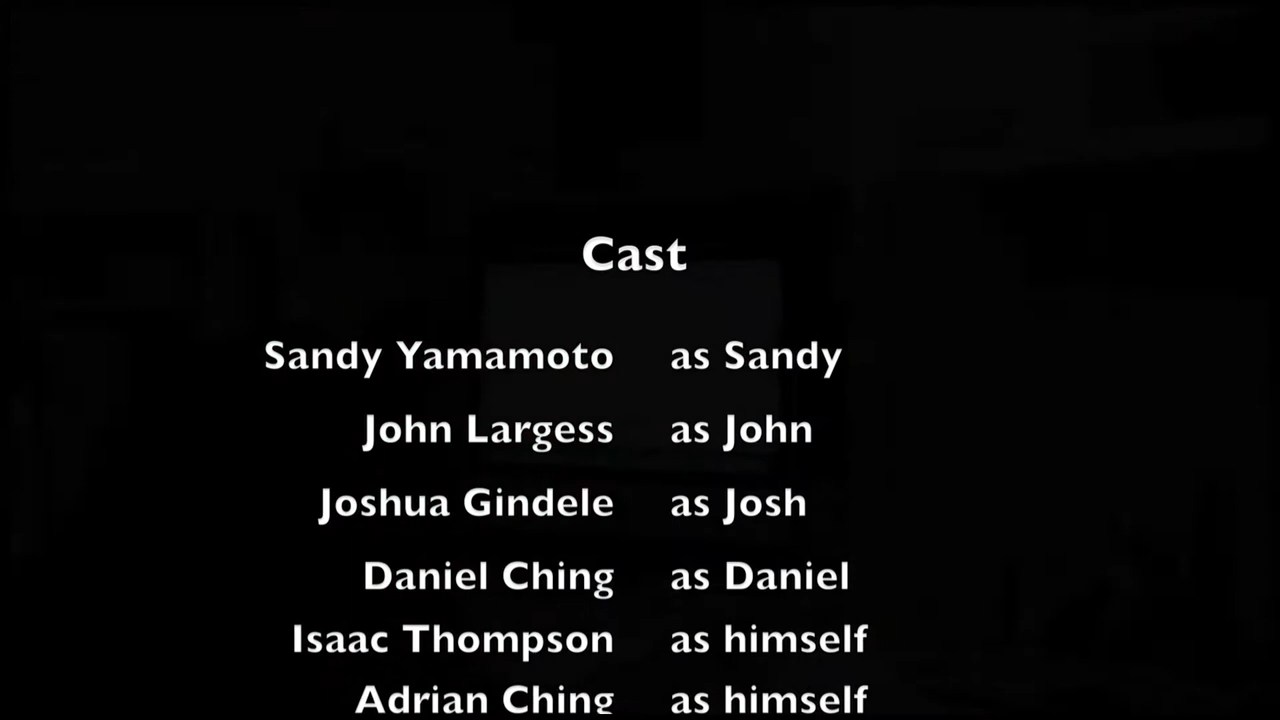 Cast
Sandy Yamamoto as Sandy
John Largess as John
Joshua Gindele as Josh
Daniel Ching as Daniel
Isaac Thompson as himself
Adrian Ching as himself